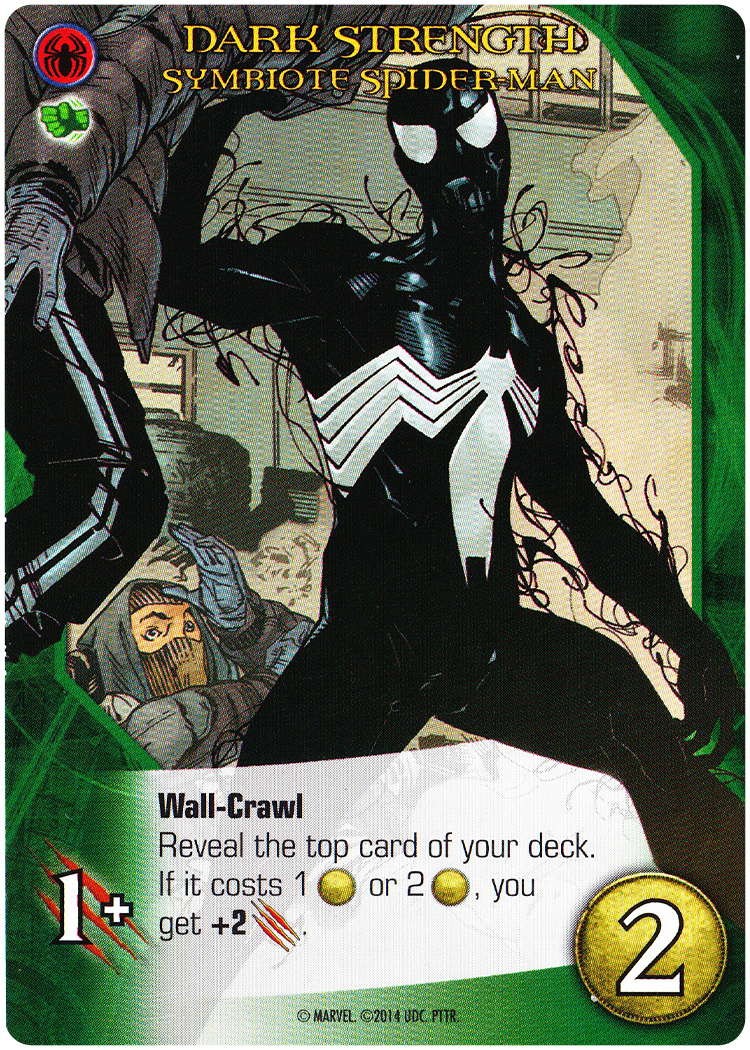 DARK STRENGTH
SYMBIOTE SPIDER-MAN
Wall-Crawl
Reveal the top card of your deck.
If it costs 1 or 2 , you
get +2 .
1+
2
© MARVEL. ©2014 UDC. PTTR.